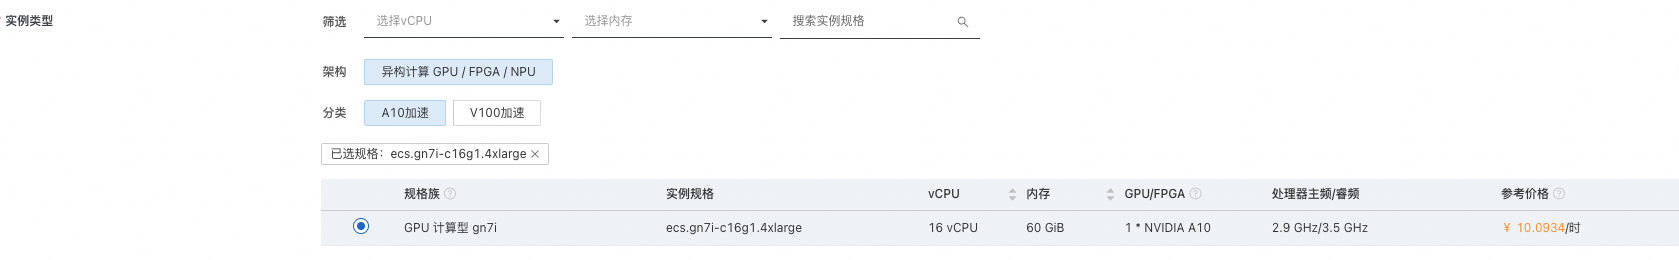 实例类型 筛选 选择vCPU 选择内存 搜索实例规格
架构 异构计算 GPU / FPGA / NPU
分类 A10加速 V100加速
已选规格：ecs.gn7i-c16g1.4xlarge ×
规格族 实例规格 vCPU 内存 GPU/FPGA 处理器主频/睿频 参考价格
GPU 计算型 gn7i ecs.gn7i-c16g1.4xlarge 16 vCPU 60 GiB 1 * NVIDIA A10 2.9 GHz/3.5 GHz ¥ 10.0934/时